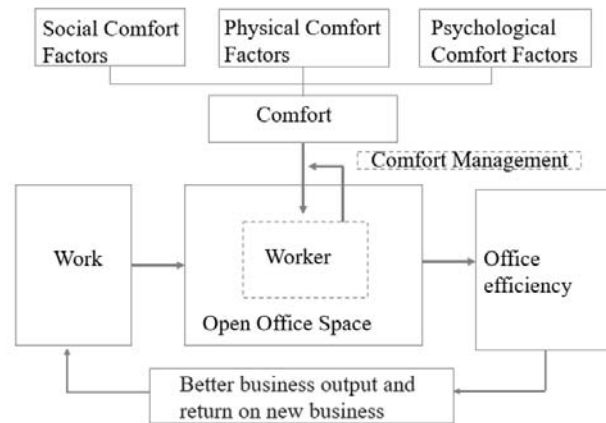 Social Comfort
Factors
Physical Comfort
Factors
Psychological
Comfort Factors
Comfort
Comfort Management
Work
Worker
Open Office Space
Office
efficiency
Better business output and
return on new business